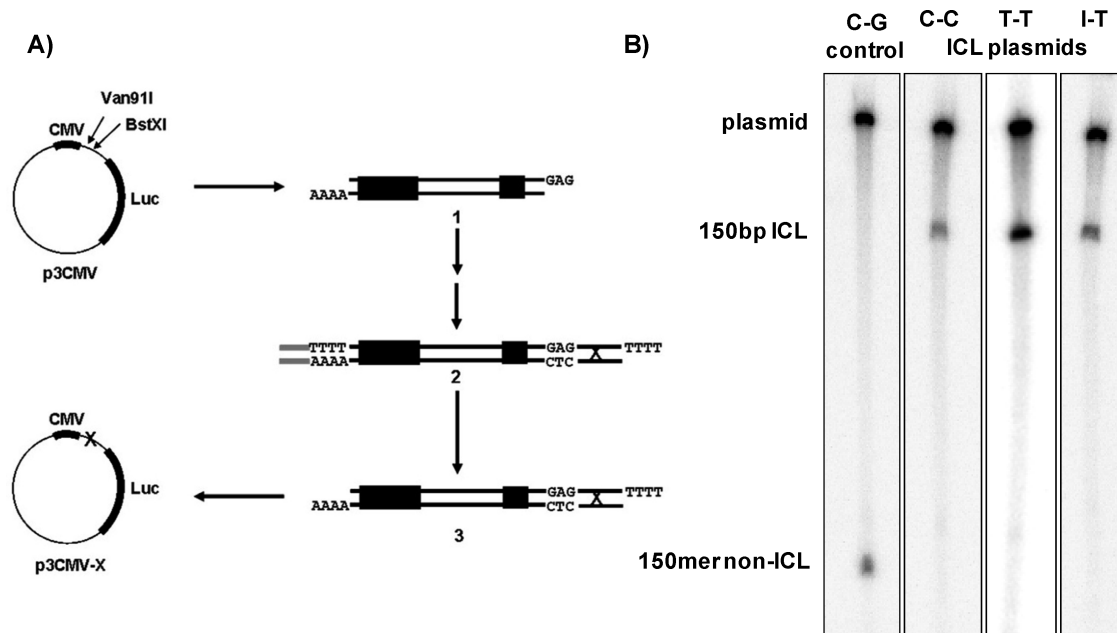 A)
Van91I
CMV
BstXI
Luc
p3CMV
GAG
AAAA
1
TTTT GAG TTTT
AAAA CTC X
2
CMV
X
Luc
p3CMV-X
GAG TTTT
AAAA CTC X
3
B)
C-G C-C T-T I-T
control ICL plasmids
plasmid
150bp ICL
150mer non-ICL